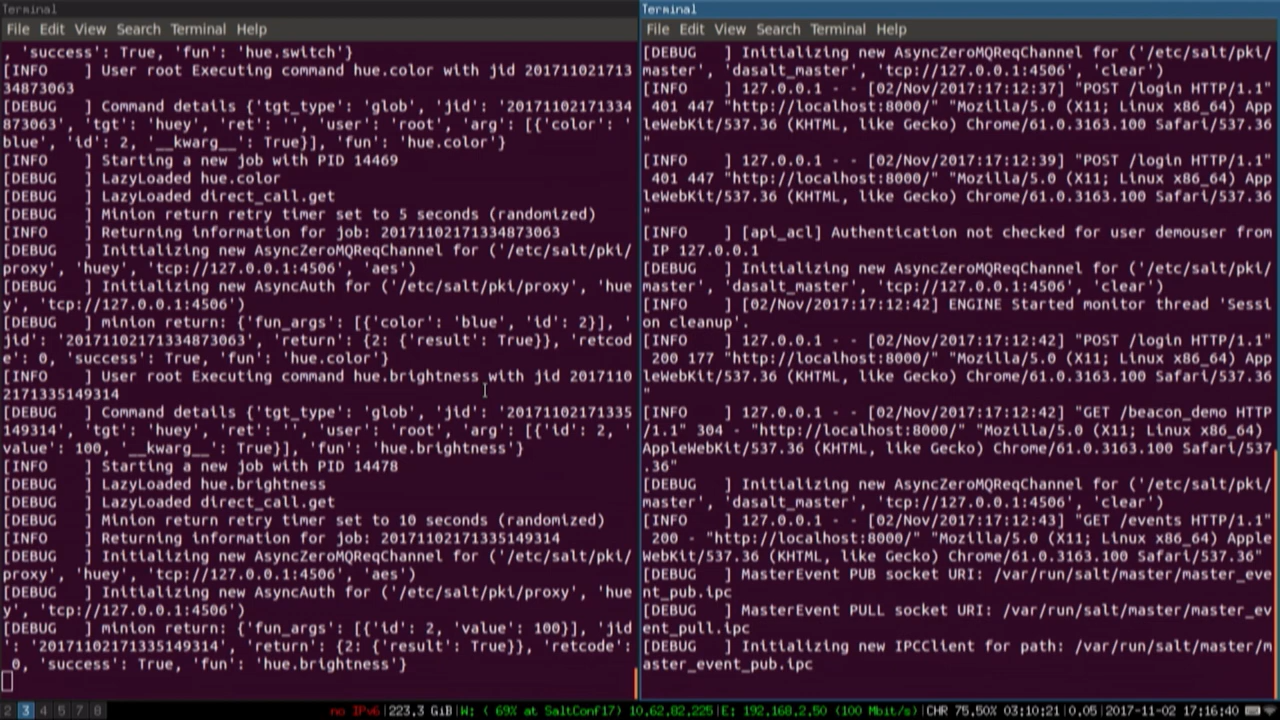 Terminal
File Edit View Search Terminal Help
, 'success': True, 'fun': 'hue.switch'}
[INFO    ] User root Executing command hue.color with jid 201711021713
34873063
[DEBUG   ] Command details {'tgt_type': 'glob', 'jid': '20171102171334
873063', 'tgt': 'huey', 'ret': '', 'user': 'root', 'arg': [{'color': '
blue', 'id': 2, '__kwarg__': True}], 'fun': 'hue.color'}
[INFO    ] Starting a new job with PID 14469
[DEBUG   ] LazyLoaded hue.color
[DEBUG   ] LazyLoaded direct_call.get
[DEBUG   ] Minion return retry timer set to 5 seconds (randomized)
[INFO    ] Returning information for job: 20171102171334873063
[DEBUG   ] Initializing new AsyncZeroMQReqChannel for ('/etc/salt/pki/
proxy', 'huey', 'tcp://127.0.0.1:4506', 'aes')
[DEBUG   ] Initializing new AsyncAuth for ('/etc/salt/pki/proxy', 'hue
y', 'tcp://127.0.0.1:4506')
[DEBUG   ] minion return: {'fun_args': [{'color': 'blue', 'id': 2}], '
jid': '20171102171334873063', 'return': {2: {'result': True}}, 'retcod
e': 0, 'success': True, 'fun': 'hue.color'}
[INFO    ] User root Executing command hue.brightness with jid 2017110
2171335149314
[DEBUG   ] Command details {'tgt_type': 'glob', 'jid': '20171102171335
149314', 'tgt': 'huey', 'ret': '', 'user': 'root', 'arg': [{'id': 2, '
value': 100, '__kwarg__': True}], 'fun': 'hue.brightness'}
[INFO    ] Starting a new job with PID 14478
[DEBUG   ] LazyLoaded hue.brightness
[DEBUG   ] LazyLoaded direct_call.get
[DEBUG   ] Minion return retry timer set to 10 seconds (randomized)
[INFO    ] Returning information for job: 20171102171335149314
[DEBUG   ] Initializing new AsyncZeroMQReqChannel for ('/etc/salt/pki/
proxy', 'huey', 'tcp://127.0.0.1:4506', 'aes')
[DEBUG   ] Initializing new AsyncAuth for ('/etc/salt/pki/proxy', 'hue
y', 'tcp://127.0.0.1:4506')
[DEBUG   ] minion return: {'fun_args': [{'id': 2, 'value': 100}], 'jid
': '20171102171335149314', 'return': {2: {'result': True}}, 'retcode':
 0, 'success': True, 'fun': 'hue.brightness'}
Terminal
File Edit View Search Terminal Help
[DEBUG   ] Initializing new AsyncZeroMQReqChannel for ('/etc/salt/pki/
master', 'dasalt_master', 'tcp://127.0.0.1:4506', 'clear')
[INFO    ] 127.0.0.1 - - [02/Nov/2017:17:12:37] "POST /login HTTP/1.1"
 401 447 "http://localhost:8000/" "Mozilla/5.0 (X11; Linux x86_64) App
leWebKit/537.36 (KHTML, like Gecko) Chrome/61.0.3163.100 Safari/537.36
"
[INFO    ] 127.0.0.1 - - [02/Nov/2017:17:12:39] "POST /login HTTP/1.1"
 401 447 "http://localhost:8000/" "Mozilla/5.0 (X11; Linux x86_64) App
leWebKit/537.36 (KHTML, like Gecko) Chrome/61.0.3163.100 Safari/537.36
"
[INFO    ] [api_acl] Authentication not checked for user demouser from
 IP 127.0.0.1
[DEBUG   ] Initializing new AsyncZeroMQReqChannel for ('/etc/salt/pki/
master', 'dasalt_master', 'tcp://127.0.0.1:4506', 'clear')
[INFO    ] [02/Nov/2017:17:12:42] ENGINE Started monitor thread 'Sessi
on cleanup'.
[INFO    ] 127.0.0.1 - - [02/Nov/2017:17:12:42] "POST /login HTTP/1.1"
 200 177 "http://localhost:8000/" "Mozilla/5.0 (X11; Linux x86_64) App
leWebKit/537.36 (KHTML, like Gecko) Chrome/61.0.3163.100 Safari/537.36
"
[INFO    ] 127.0.0.1 - - [02/Nov/2017:17:12:42] "GET /beacon_demo HTTP
/1.1" 304 - "http://localhost:8000/" "Mozilla/5.0 (X11; Linux x86_64)
AppleWebKit/537.36 (KHTML, like Gecko) Chrome/61.0.3163.100 Safari/537
.36"
[DEBUG   ] Initializing new AsyncZeroMQReqChannel for ('/etc/salt/pki/
master', 'dasalt_master', 'tcp://127.0.0.1:4506', 'clear')
[INFO    ] 127.0.0.1 - - [02/Nov/2017:17:12:43] "GET /events HTTP/1.1"
 200 - "http://localhost:8000/" "Mozilla/5.0 (X11; Linux x86_64) Apple
WebKit/537.36 (KHTML, like Gecko) Chrome/61.0.3163.100 Safari/537.36"
[DEBUG   ] MasterEvent PUB socket URI: /var/run/salt/master/master_eve
nt_pub.ipc
[DEBUG   ] MasterEvent PULL socket URI: /var/run/salt/master/master_ev
ent_pull.ipc
[DEBUG   ] Initializing new IPCClient for path: /var/run/salt/master/m
aster_event_pub.ipc
2 3 4 5 7 8 no IPv6|223,3 GiB|W: ( 69% at SaltConf17) 10,62,82,225|E: 192,168,2,50 (100 Mbit/s)|CHR 75,50% 03:10:21|0,05|2017-11-02 17:16:40